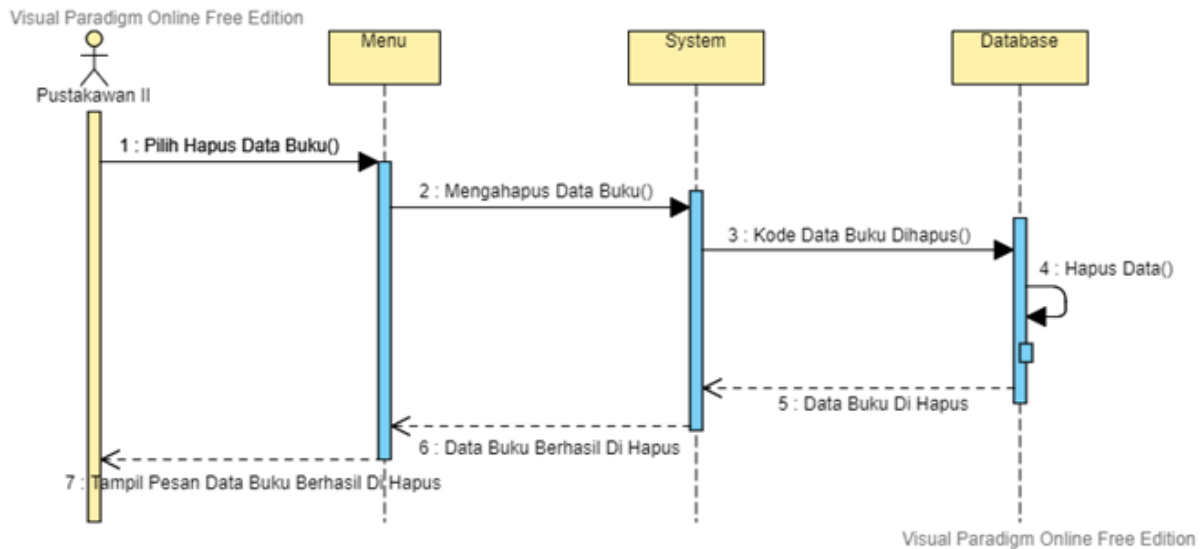 Visual Paradigm Online Free Edition
Menu
System
Database
Pustakawan II
1 : Pilih Hapus Data Buku()
2 : Mengahapus Data Buku()
3 : Kode Data Buku Dihapus()
4 : Hapus Data()
5 : Data Buku Di Hapus
6 : Data Buku Berhasil Di Hapus
7 : Tampil Pesan Data Buku Berhasil Di Hapus
Visual Paradigm Online Free Edition